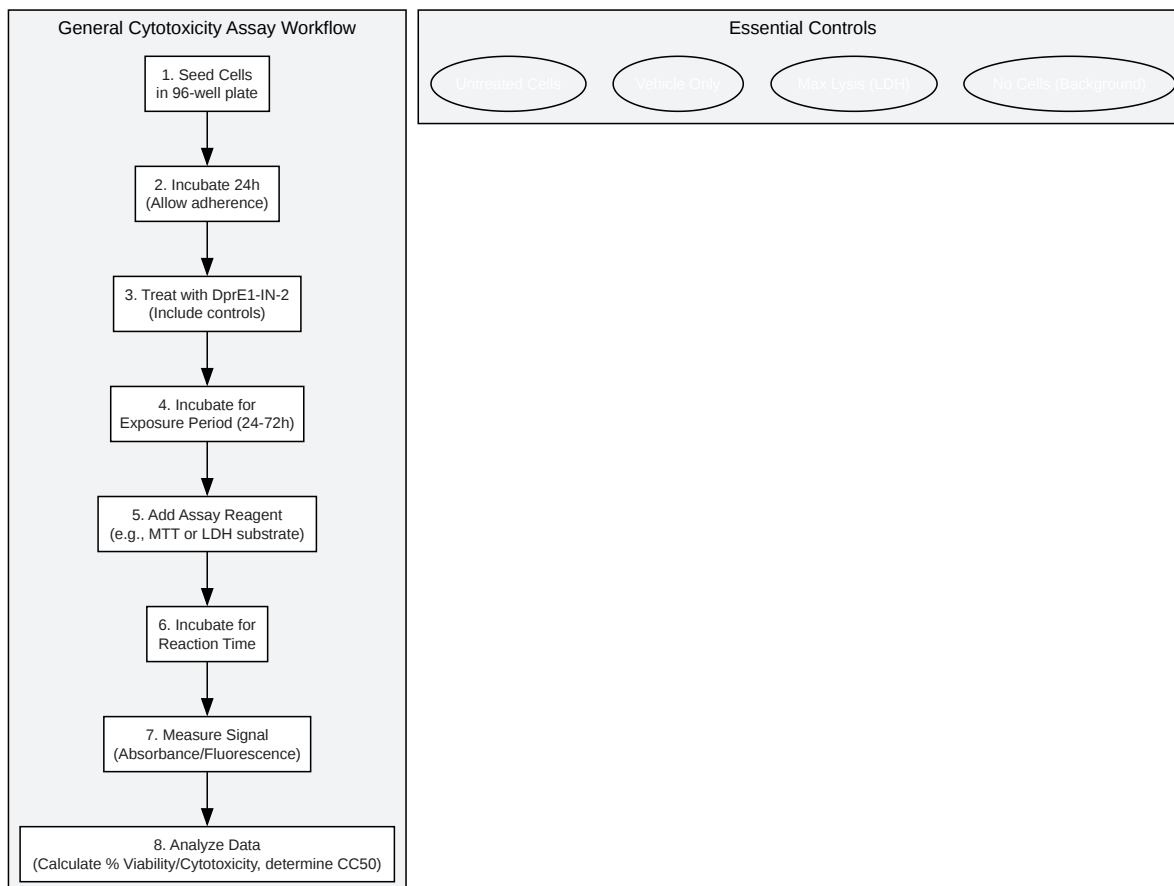 General Cytotoxicity Assay Workflow
1. Seed Cells
in 96-well plate
2. Incubate 24h
(Allow adherence)
3. Treat with DprE1-IN-2
(Include controls)
4. Incubate for
Exposure Period (24-72h)
5. Add Assay Reagent
(e.g., MTT or LDH substrate)
6. Incubate for
Reaction Time
7. Measure Signal
(Absorbance/Fluorescence)
8. Analyze Data
(Calculate % Viability/Cytotoxicity, determine CC50)
Essential Controls
Untreated Cells
Vehicle Only
Max Lysis (LDH)
No Cells (Background)